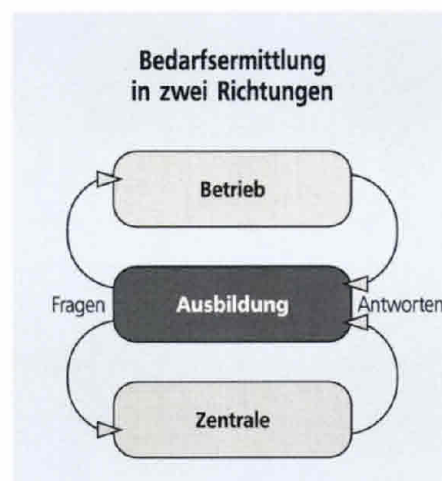 Bedarfsermittlung
in zwei Richtungen
Betrieb
Fragen
Ausbildung
Antworten
Zentrale